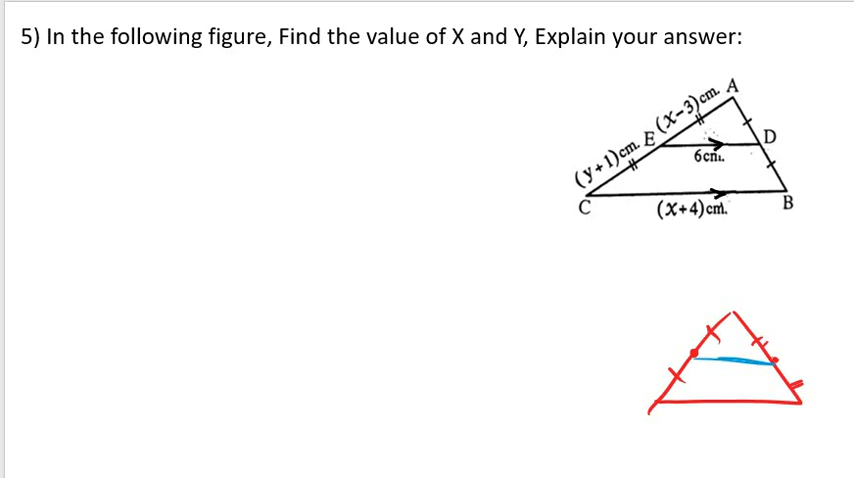 5) In the following figure, Find the value of X and Y, Explain your answer:
A
(X-3)cm.
E
D
(y+1)cm.
6cm.
C
(X+4)cm.
B